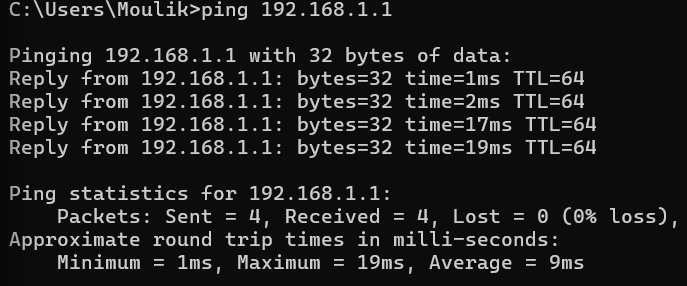 C:\Users\Moulik>ping 192.168.1.1
Pinging 192.168.1.1 with 32 bytes of data:
Reply from 192.168.1.1: bytes=32 time=1ms TTL=64
Reply from 192.168.1.1: bytes=32 time=2ms TTL=64
Reply from 192.168.1.1: bytes=32 time=17ms TTL=64
Reply from 192.168.1.1: bytes=32 time=19ms TTL=64
Ping statistics for 192.168.1.1:
Packets: Sent = 4, Received = 4, Lost = 0 (0% loss),
Approximate round trip times in milli-seconds:
Minimum = 1ms, Maximum = 19ms, Average = 9ms